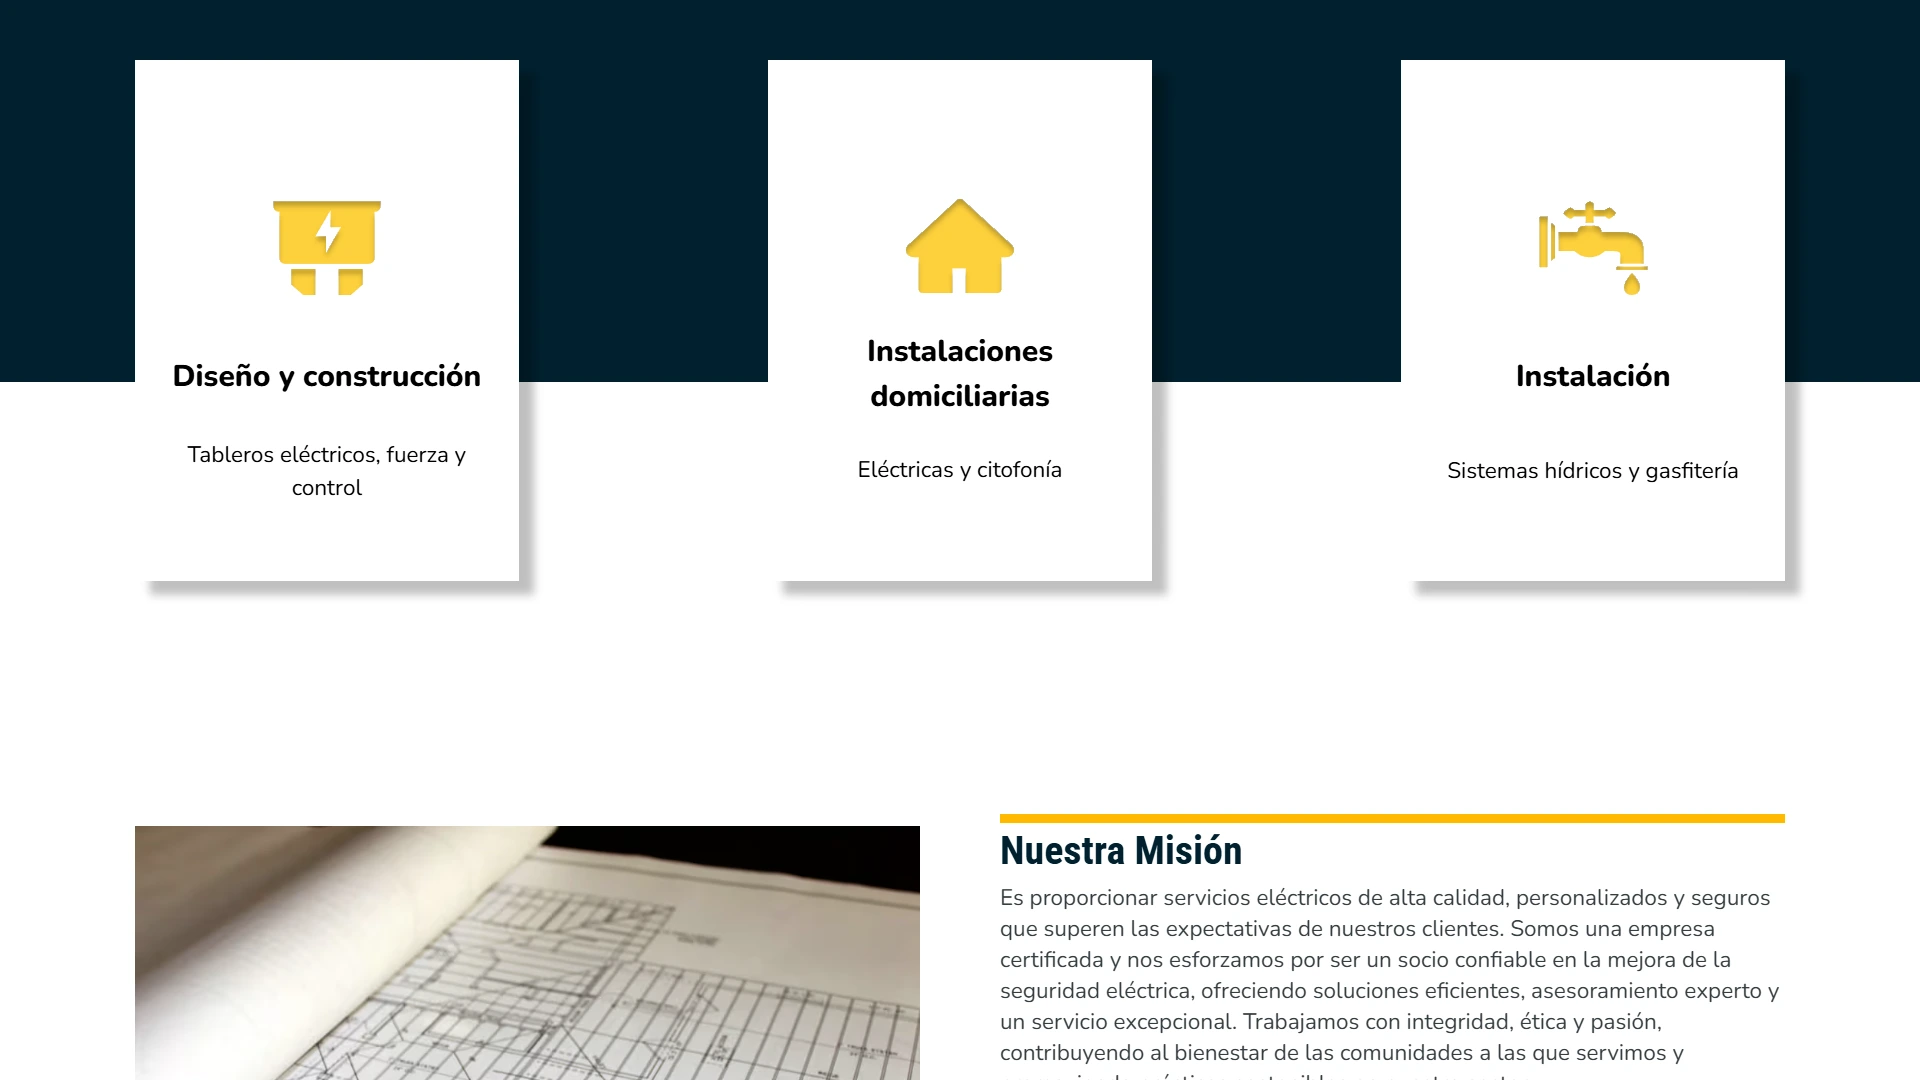 Diseño y construcción
Tableros eléctricos, fuerza y
control
Instalaciones
domiciliarias
Eléctricas y citofonía
Instalación
Sistemas hídricos y gasfitería
Nuestra Misión
Es proporcionar servicios eléctricos de alta calidad, personalizados y seguros
que superen las expectativas de nuestros clientes. Somos una empresa
certificada y nos esforzamos por ser un socio confiable en la mejora de la
seguridad eléctrica, ofreciendo soluciones eficientes, asesoramiento experto y
un servicio excepcional. Trabajamos con integridad, ética y pasión,
contribuyendo al bienestar de las comunidades a las que servimos y